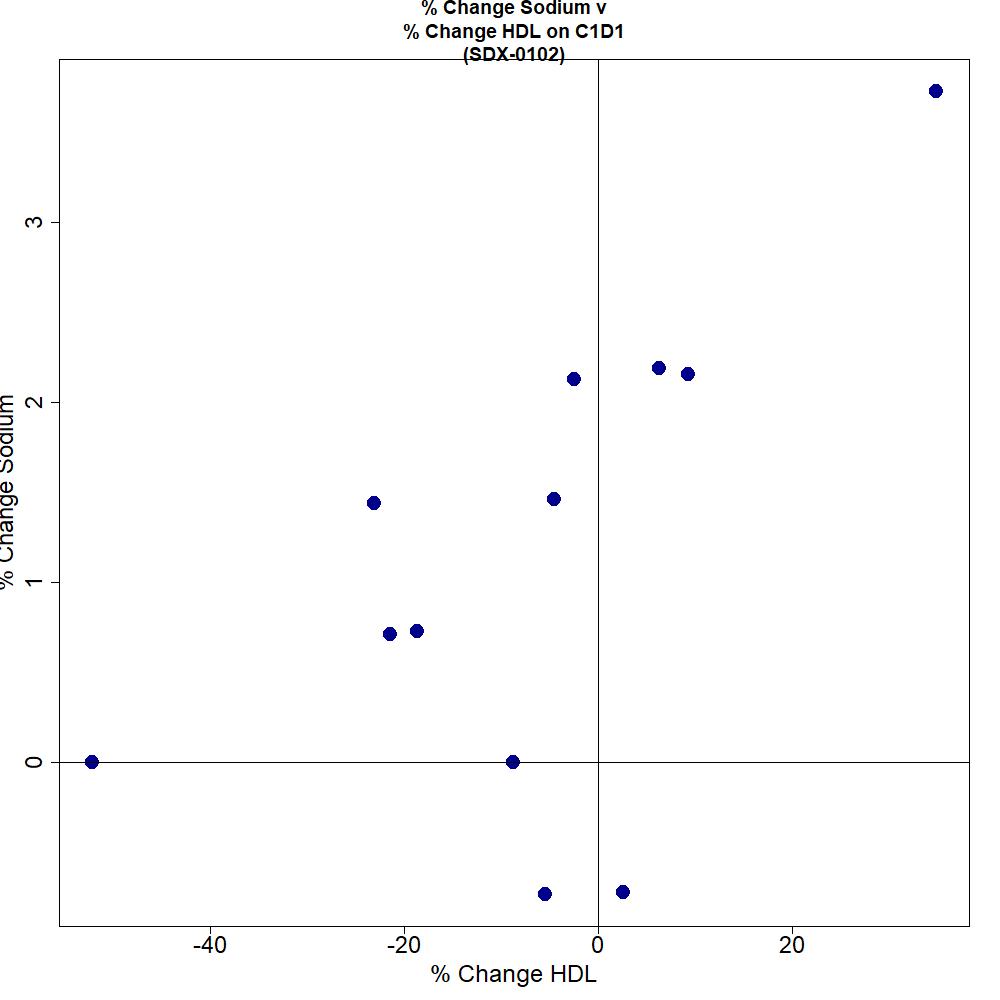 % Change Sodium v
% Change HDL on C1D1
(SDX-0102)
3
2
1
0
% Change Sodium
-40
-20
0
20
% Change HDL